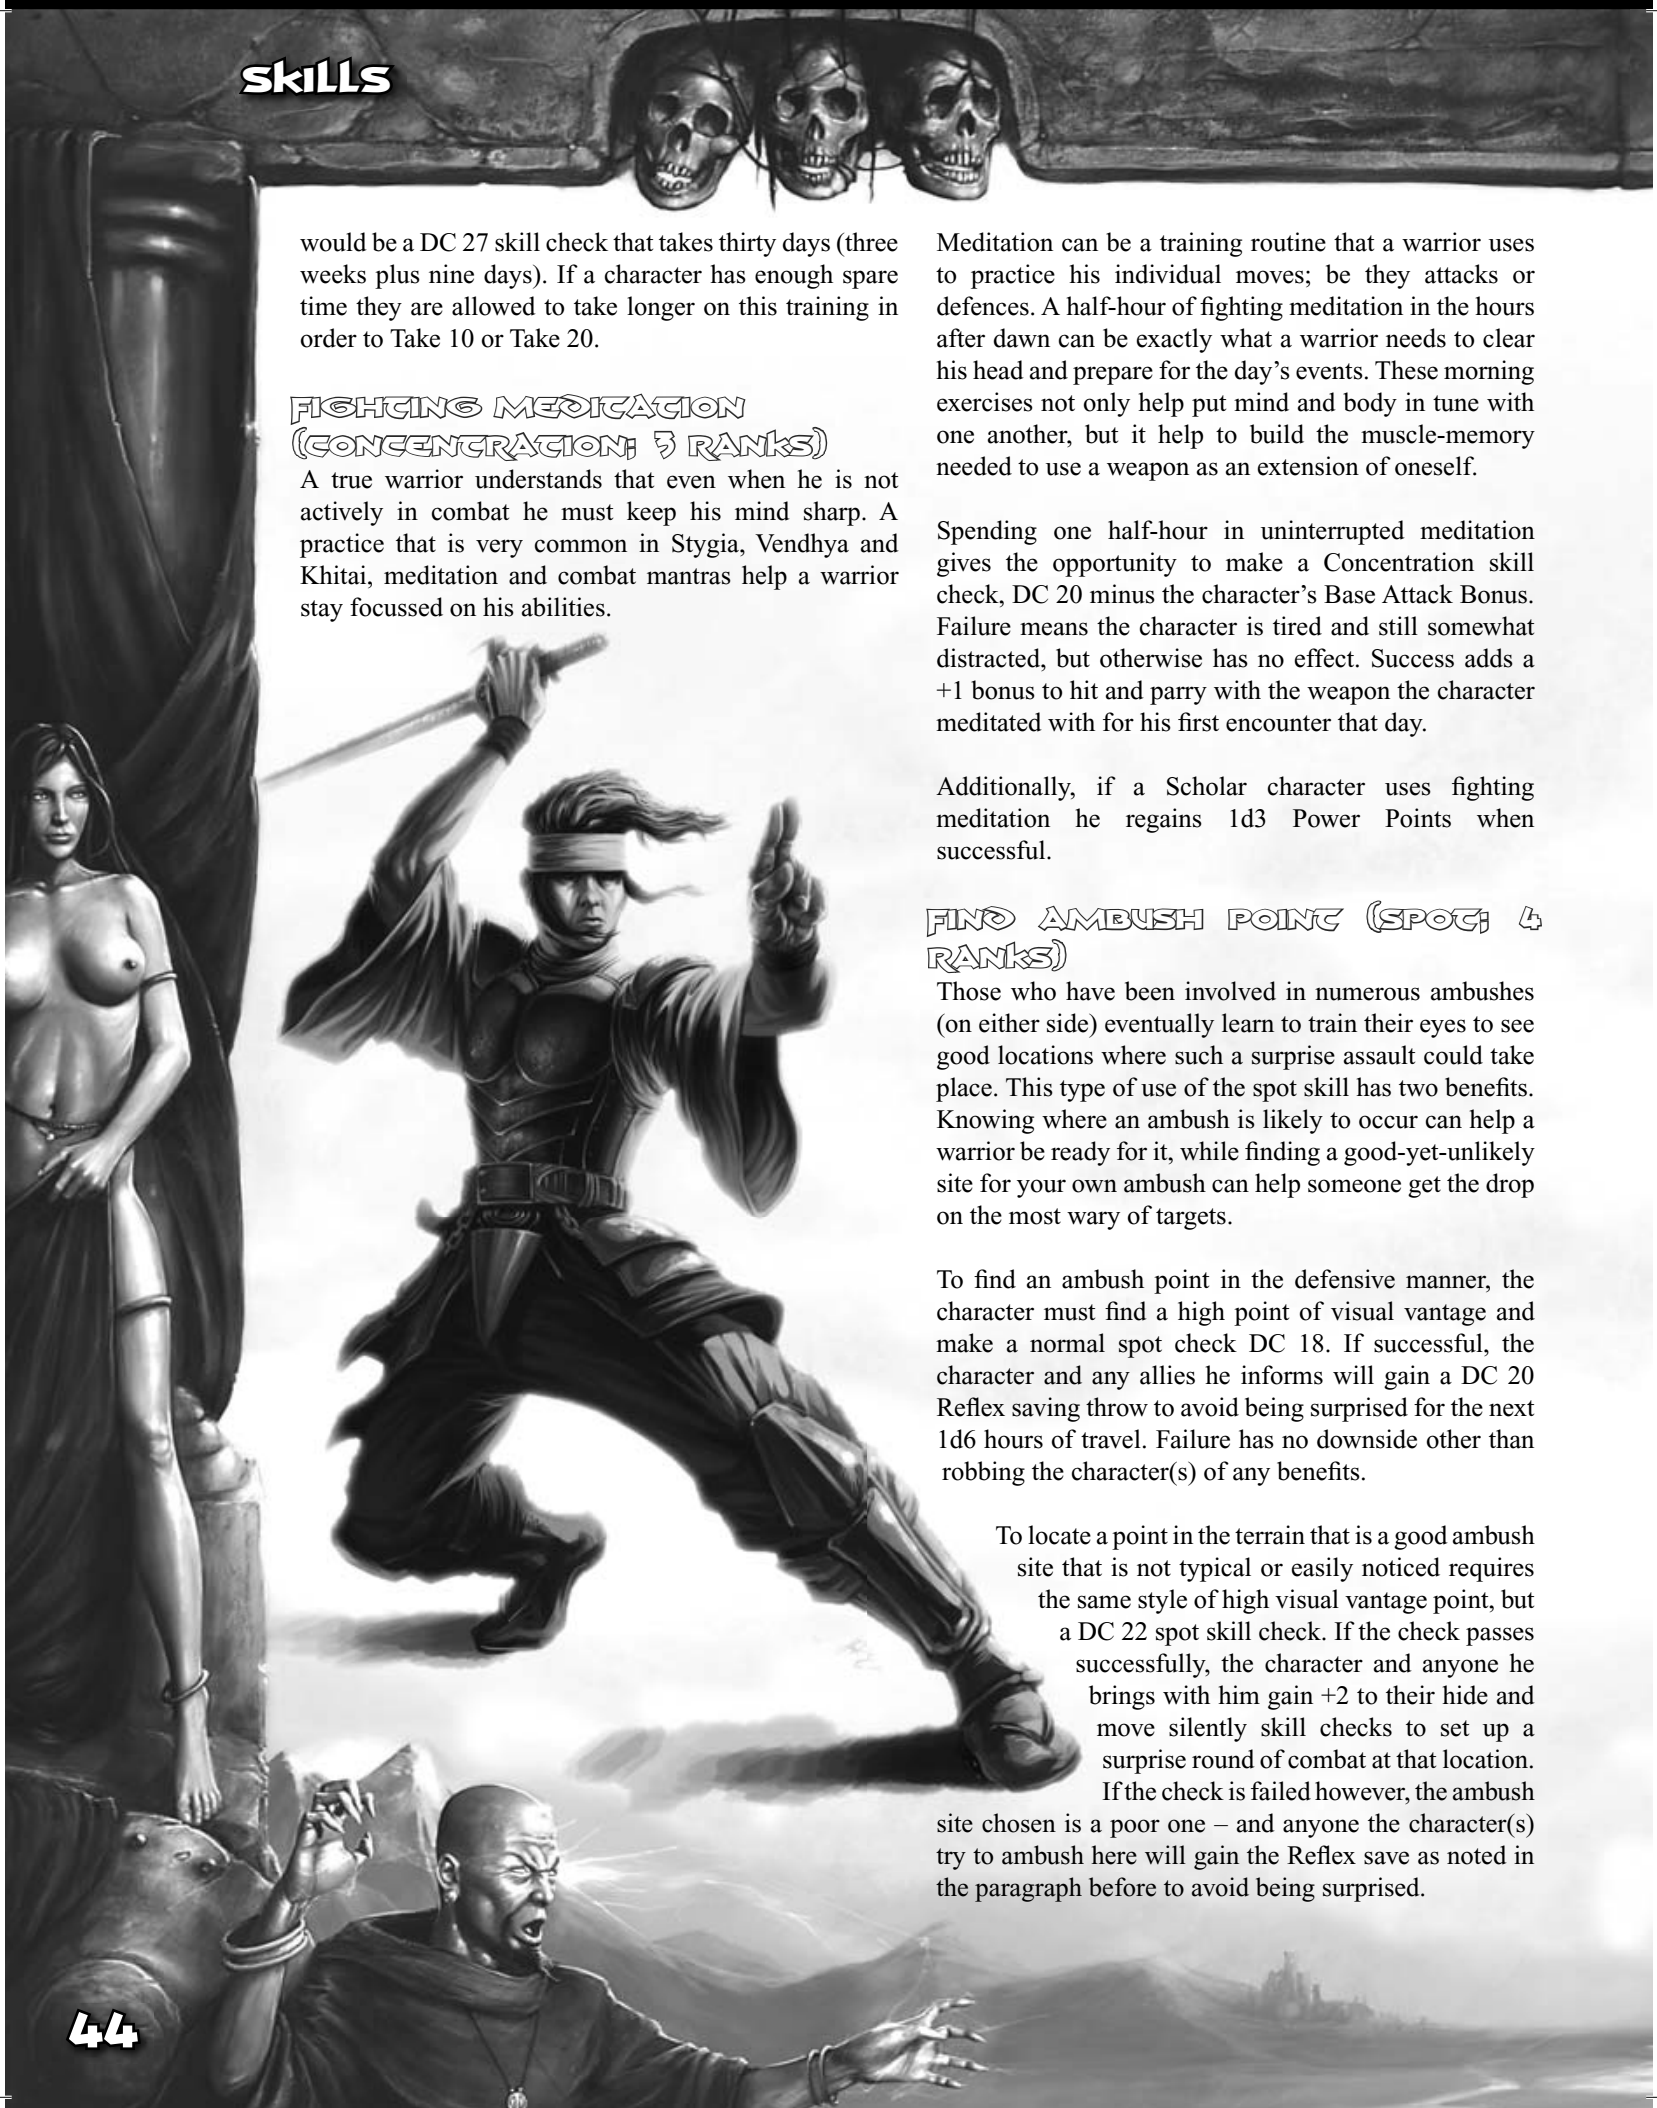 SKILLS
would be a DC 27 skill check that takes thirty days (three
weeks plus nine days). If a character has enough spare
time they are allowed to take longer on this training in
order to Take 10 or Take 20.
FIGHTING MEDITATION
(CONCENTRATION; 3 RANKS)
A true warrior understands that even when he is not
actively in combat he must keep his mind sharp. A
practice that is very common in Stygia, Vendhya and
Khitai, meditation and combat mantras help a warrior
stay focussed on his abilities.
Meditation can be a training routine that a warrior uses
to practice his individual moves; be they attacks or
defences. A half-hour of fighting meditation in the hours
after dawn can be exactly what a warrior needs to clear
his head and prepare for the day’s events. These morning
exercises not only help put mind and body in tune with
one another, but it help to build the muscle-memory
needed to use a weapon as an extension of oneself.
Spending one half-hour in uninterrupted meditation
gives the opportunity to make a Concentration skill
check, DC 20 minus the character’s Base Attack Bonus.
Failure means the character is tired and still somewhat
distracted, but otherwise has no effect. Success adds a
+1 bonus to hit and parry with the weapon the character
meditated with for his first encounter that day.
Additionally, if a Scholar character uses fighting
meditation he regains 1d3 Power Points when
successful.
FIND AMBUSH POINT (SPOT; 4
RANKS)
Those who have been involved in numerous ambushes
(on either side) eventually learn to train their eyes to see
good locations where such a surprise assault could take
place. This type of use of the spot skill has two benefits.
Knowing where an ambush is likely to occur can help a
warrior be ready for it, while finding a good-yet-unlikely
site for your own ambush can help someone get the drop
on the most wary of targets.
To find an ambush point in the defensive manner, the
character must find a high point of visual vantage and
make a normal spot check DC 18. If successful, the
character and any allies he informs will gain a DC 20
Reflex saving throw to avoid being surprised for the next
1d6 hours of travel. Failure has no downside other than
robbing the character(s) of any benefits.
To locate a point in the terrain that is a good ambush
site that is not typical or easily noticed requires
the same style of high visual vantage point, but
a DC 22 spot skill check. If the check passes
successfully, the character and anyone he
brings with him gain +2 to their hide and
move silently skill checks to set up a
surprise round of combat at that location.
If the check is failed however, the ambush
site chosen is a poor one – and anyone the character(s)
try to ambush here will gain the Reflex save as noted in
the paragraph before to avoid being surprised.
44